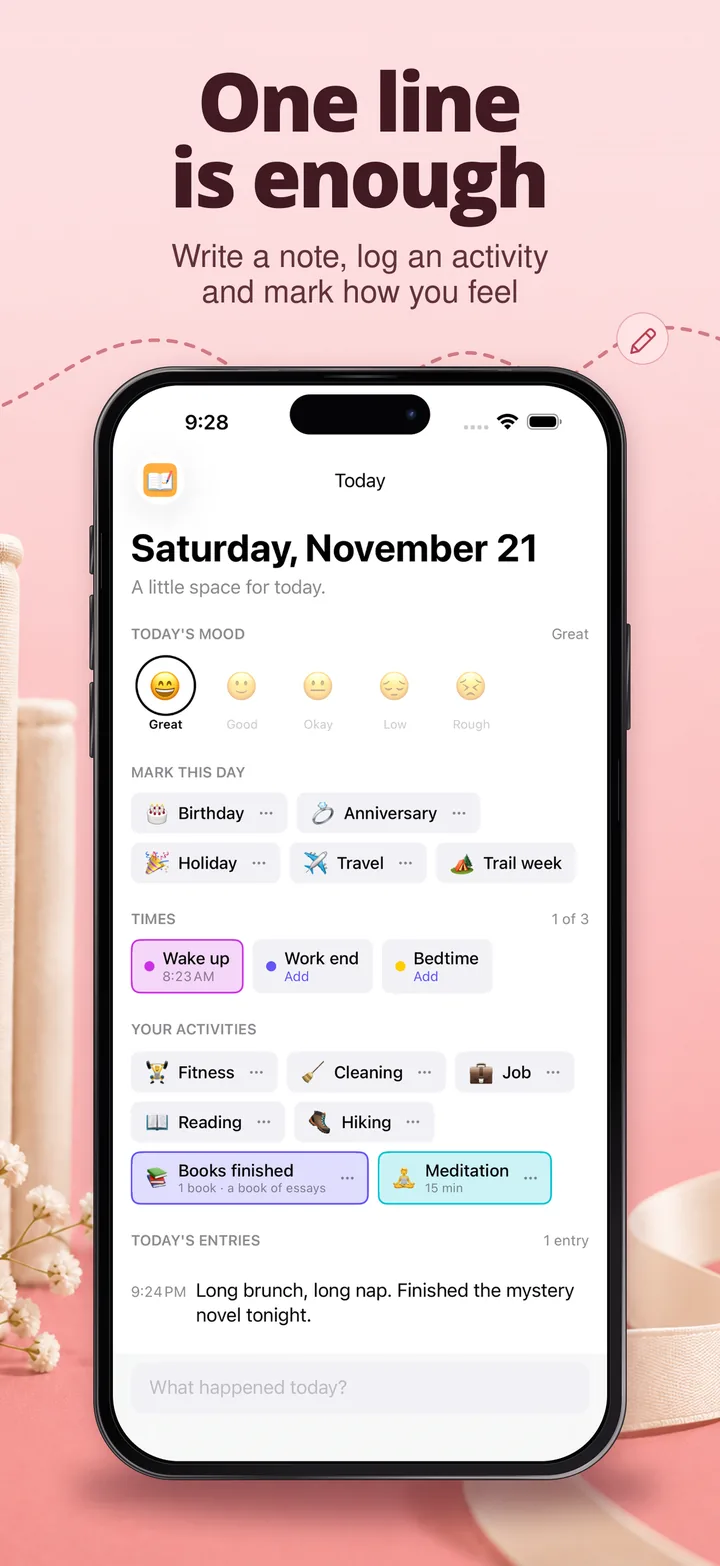 One line
is enough
Write a note, log an activity
and mark how you feel
9:28
Today
Saturday, November 21
A little space for today.
TODAY'S MOOD Great
Great Good Okay Low Rough
MARK THIS DAY
Birthday ··· Anniversary ···
Holiday ··· Travel ··· Trail week
TIMES 1 of 3
Wake up Work end Bedtime
8:23 AM Add Add
YOUR ACTIVITIES
Fitness ··· Cleaning ··· Job ···
Reading ··· Hiking ···
Books finished ··· Meditation ···
1 book · a book of essays 15 min
TODAY'S ENTRIES 1 entry
9:24 PM Long brunch, long nap. Finished the mystery
novel tonight.
What happened today?